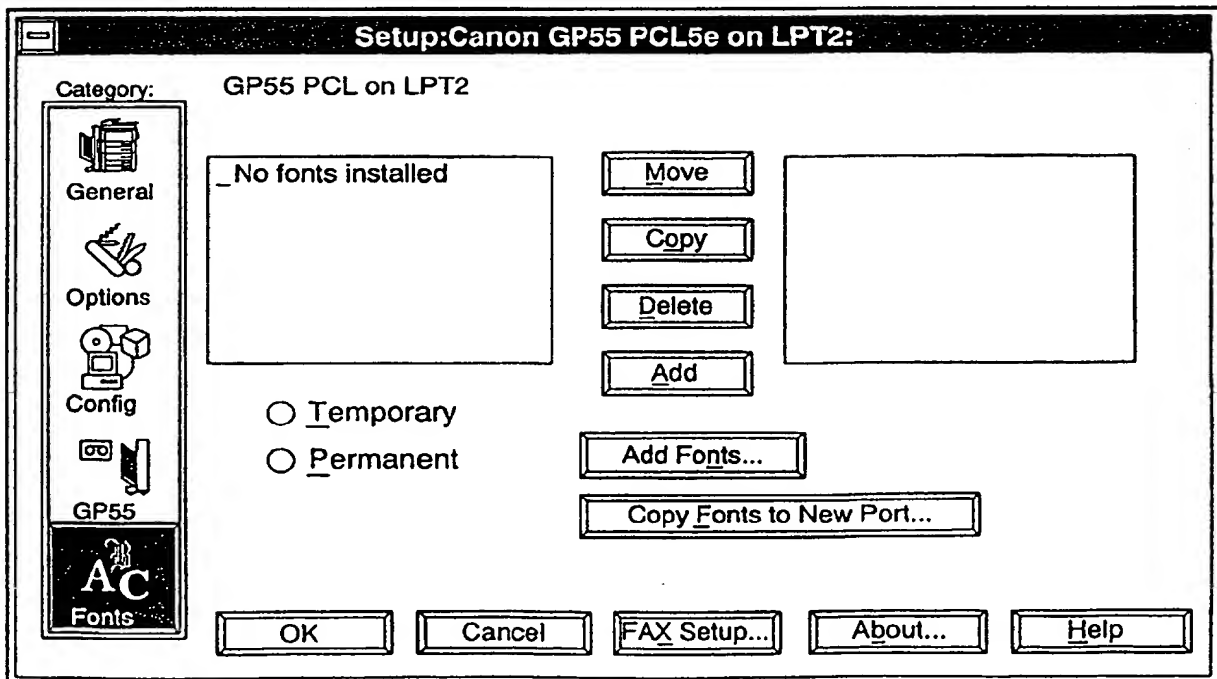 Setup:Canon GP55 PCL5e on LPT2:
Category:
GP55 PCL on LPT2
General
Options
Config
GP55
AC
Fonts
_No fonts installed
Move
Copy
Delete
Add
Temporary
Permanent
Add Fonts...
Copy Fonts to New Port...
OK
Cancel
FAX Setup...
About...
Help